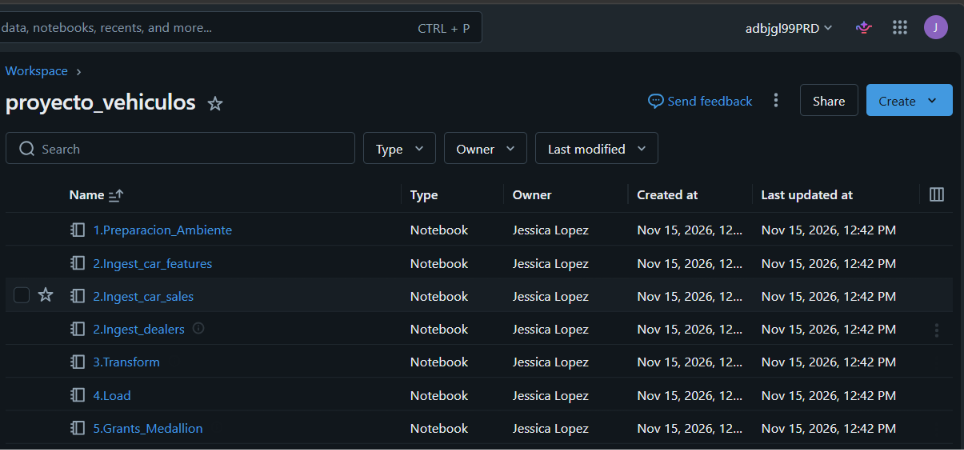 data, notebooks, recents, and more... CTRL + P adbjgl99PRD J
Workspace ›
proyecto_vehiculos Send feedback Share Create
Search Type Owner Last modified
Name Type Owner Created at Last updated at
1.Preparacion_Ambiente Notebook Jessica Lopez Nov 15, 2026, 12... Nov 15, 2026, 12:42 PM
2.Ingest_car_features Notebook Jessica Lopez Nov 15, 2026, 12... Nov 15, 2026, 12:42 PM
2.Ingest_car_sales Notebook Jessica Lopez Nov 15, 2026, 12... Nov 15, 2026, 12:42 PM
2.Ingest_dealers Notebook Jessica Lopez Nov 15, 2026, 12... Nov 15, 2026, 12:42 PM
3.Transform Notebook Jessica Lopez Nov 15, 2026, 12... Nov 15, 2026, 12:42 PM
4.Load Notebook Jessica Lopez Nov 15, 2026, 12... Nov 15, 2026, 12:42 PM
5.Grants_Medallion Notebook Jessica Lopez Nov 15, 2026, 12... Nov 15, 2026, 12:42 PM